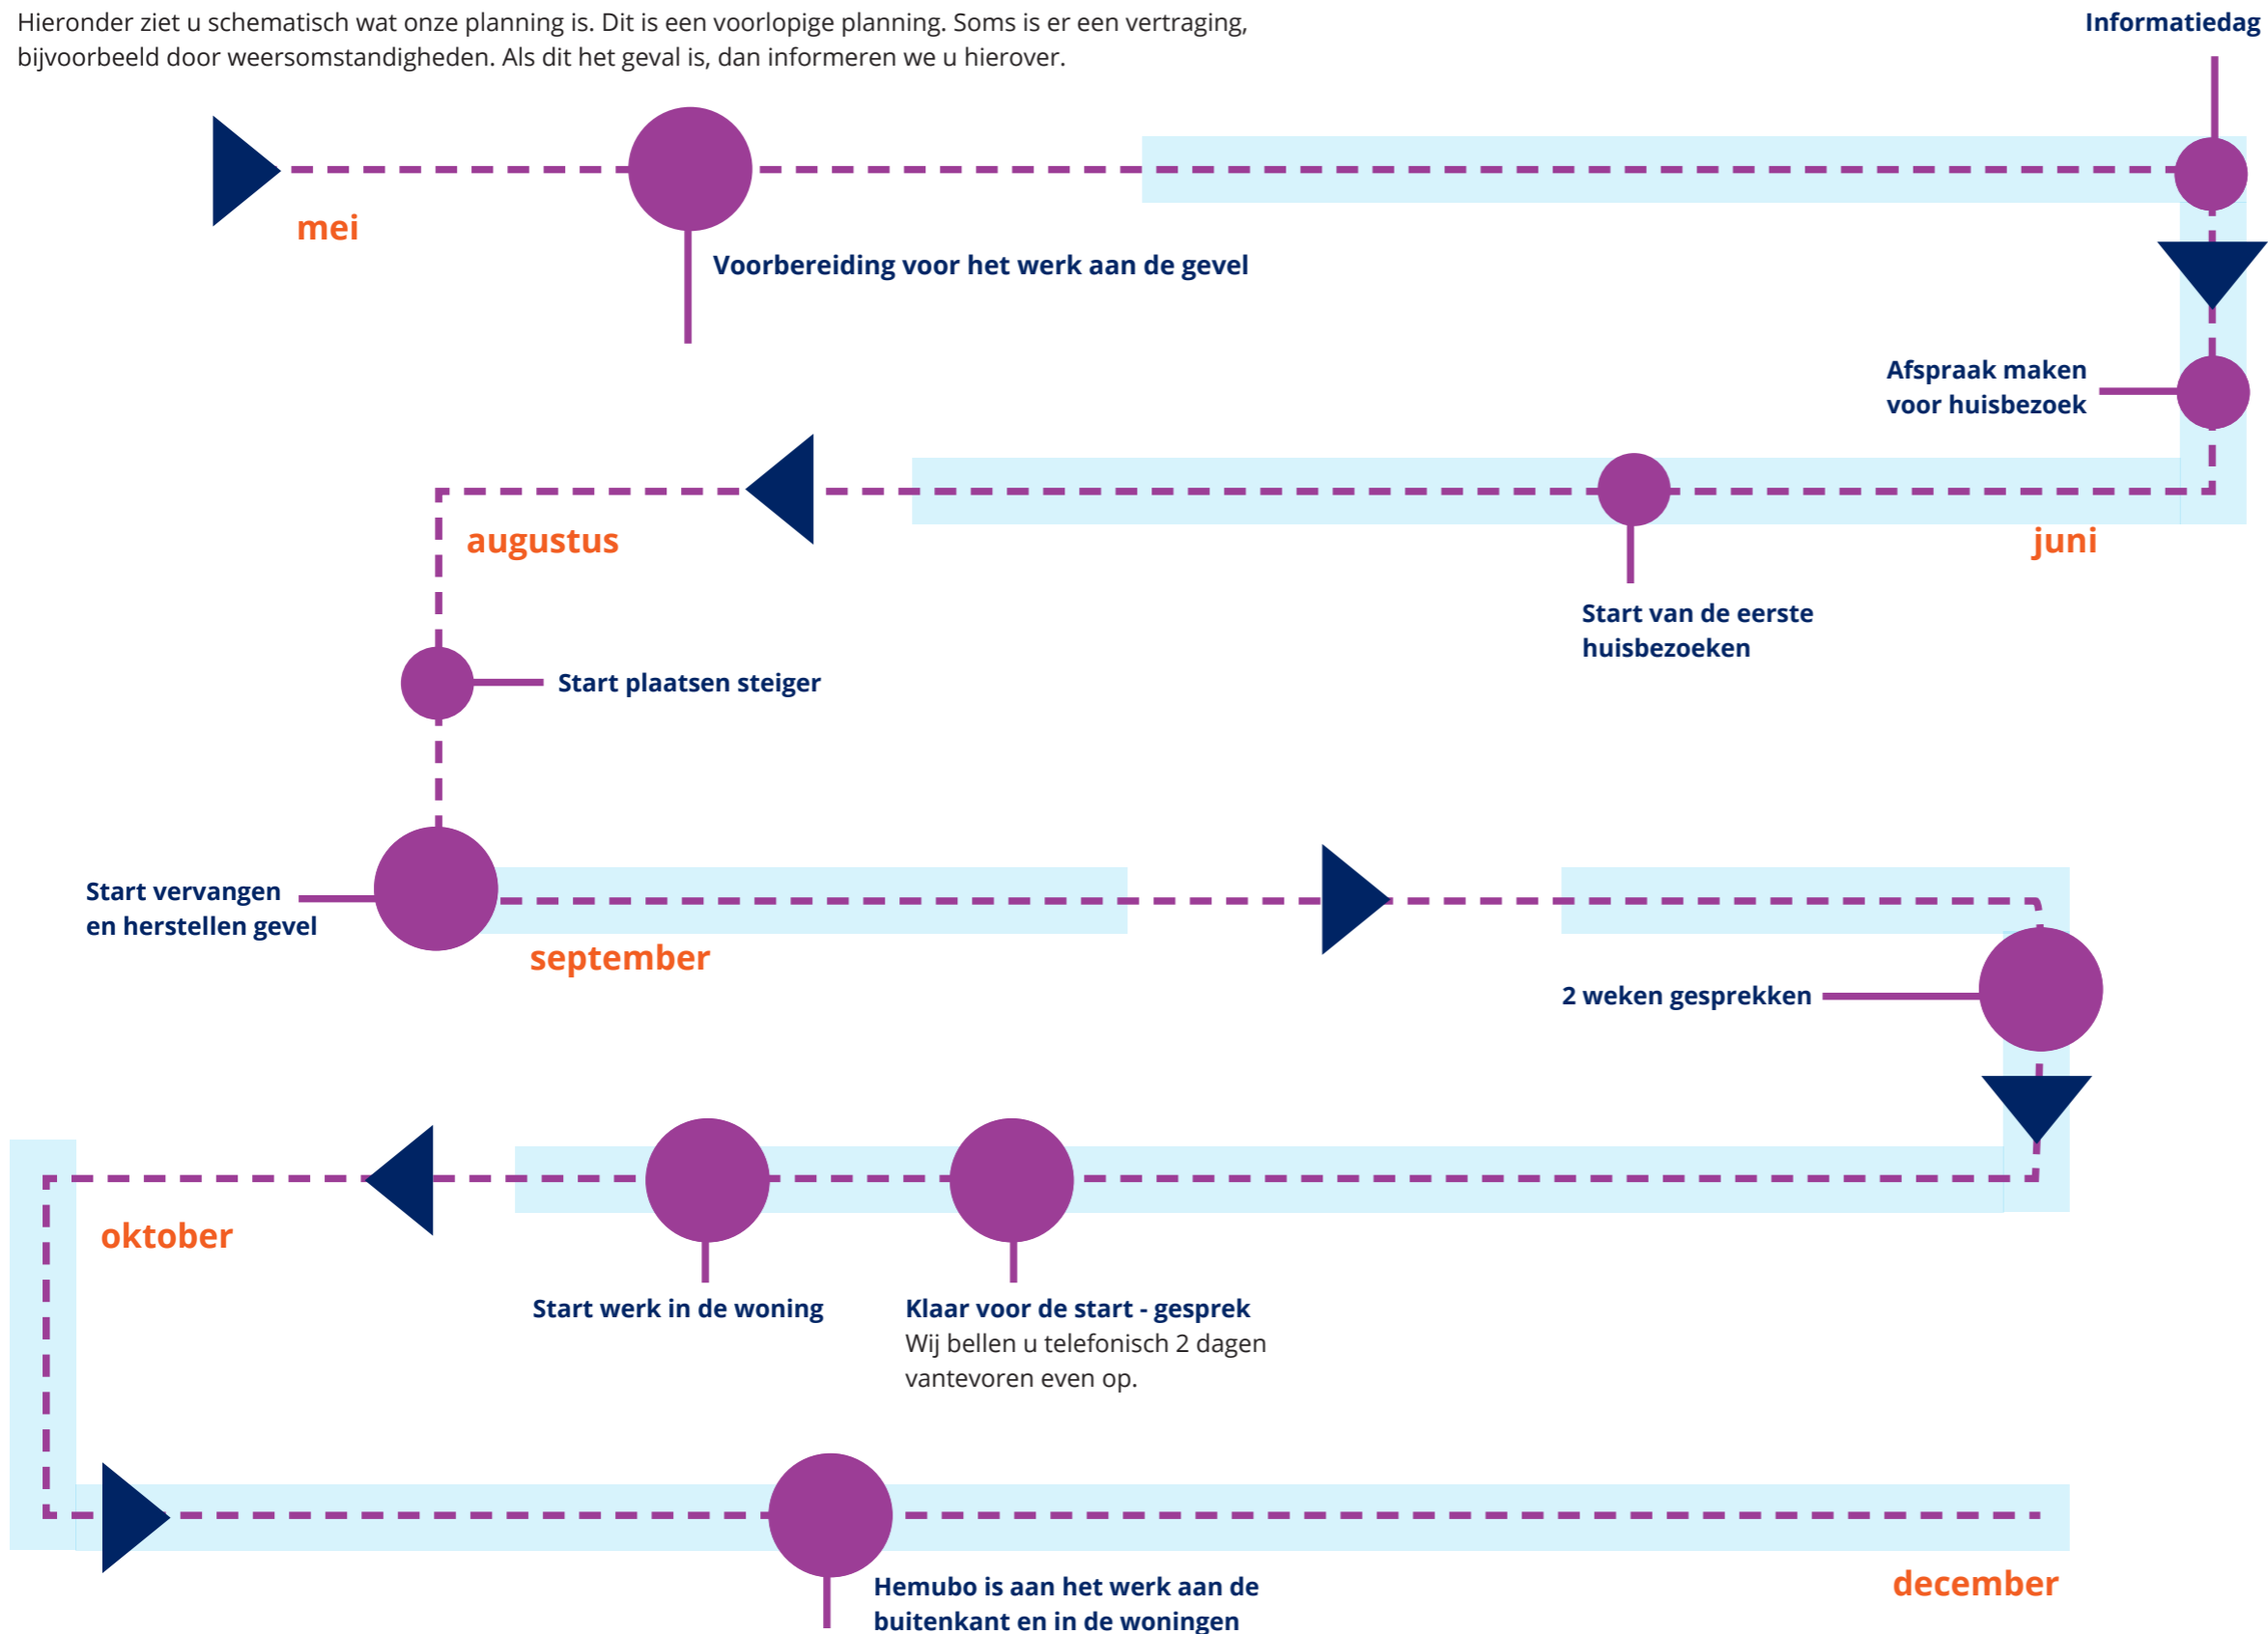 Hieronder ziet u schematisch wat onze planning is. Dit is een voorlopige planning. Soms is er een vertraging,
bijvoorbeeld door weersomstandigheden. Als dit het geval is, dan informeren we u hierover.
Informatiedag
mei
Voorbereiding voor het werk aan de gevel
Afspraak maken
voor huisbezoek
juni
Start van de eerste
huisbezoeken
augustus
Start plaatsen steiger
Start vervangen
en herstellen gevel
september
2 weken gesprekken
Klaar voor de start - gesprek
Wij bellen u telefonisch 2 dagen
vantevoren even op.
Start werk in de woning
oktober
Hemubo is aan het werk aan de
buitenkant en in de woningen
december